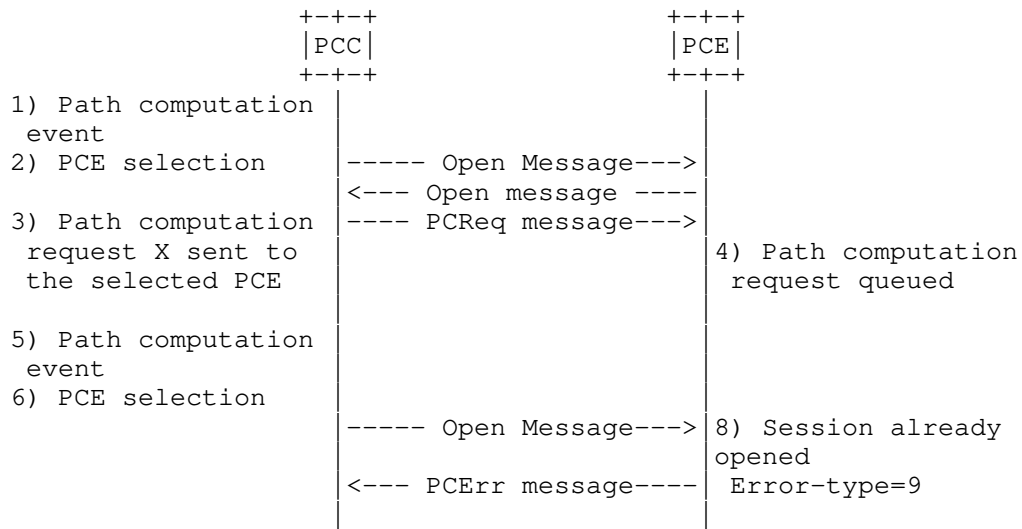 +-+-+                   +-+-+
|PCC|                   |PCE|
+-+-+                   +-+-+
1) Path computation |                       |
event               |                       |
2) PCE selection    |----- Open Message--->|
|<--- Open message ----|
3) Path computation |---- PCReq message--->|
request X sent to   |                       |4) Path computation
the selected PCE    |                       | request queued
|                       |
5) Path computation |                       |
event               |                       |
6) PCE selection    |                       |
|----- Open Message--->|8) Session already
|                       |opened
|<--- PCErr message----| Error-type=9
|                       |